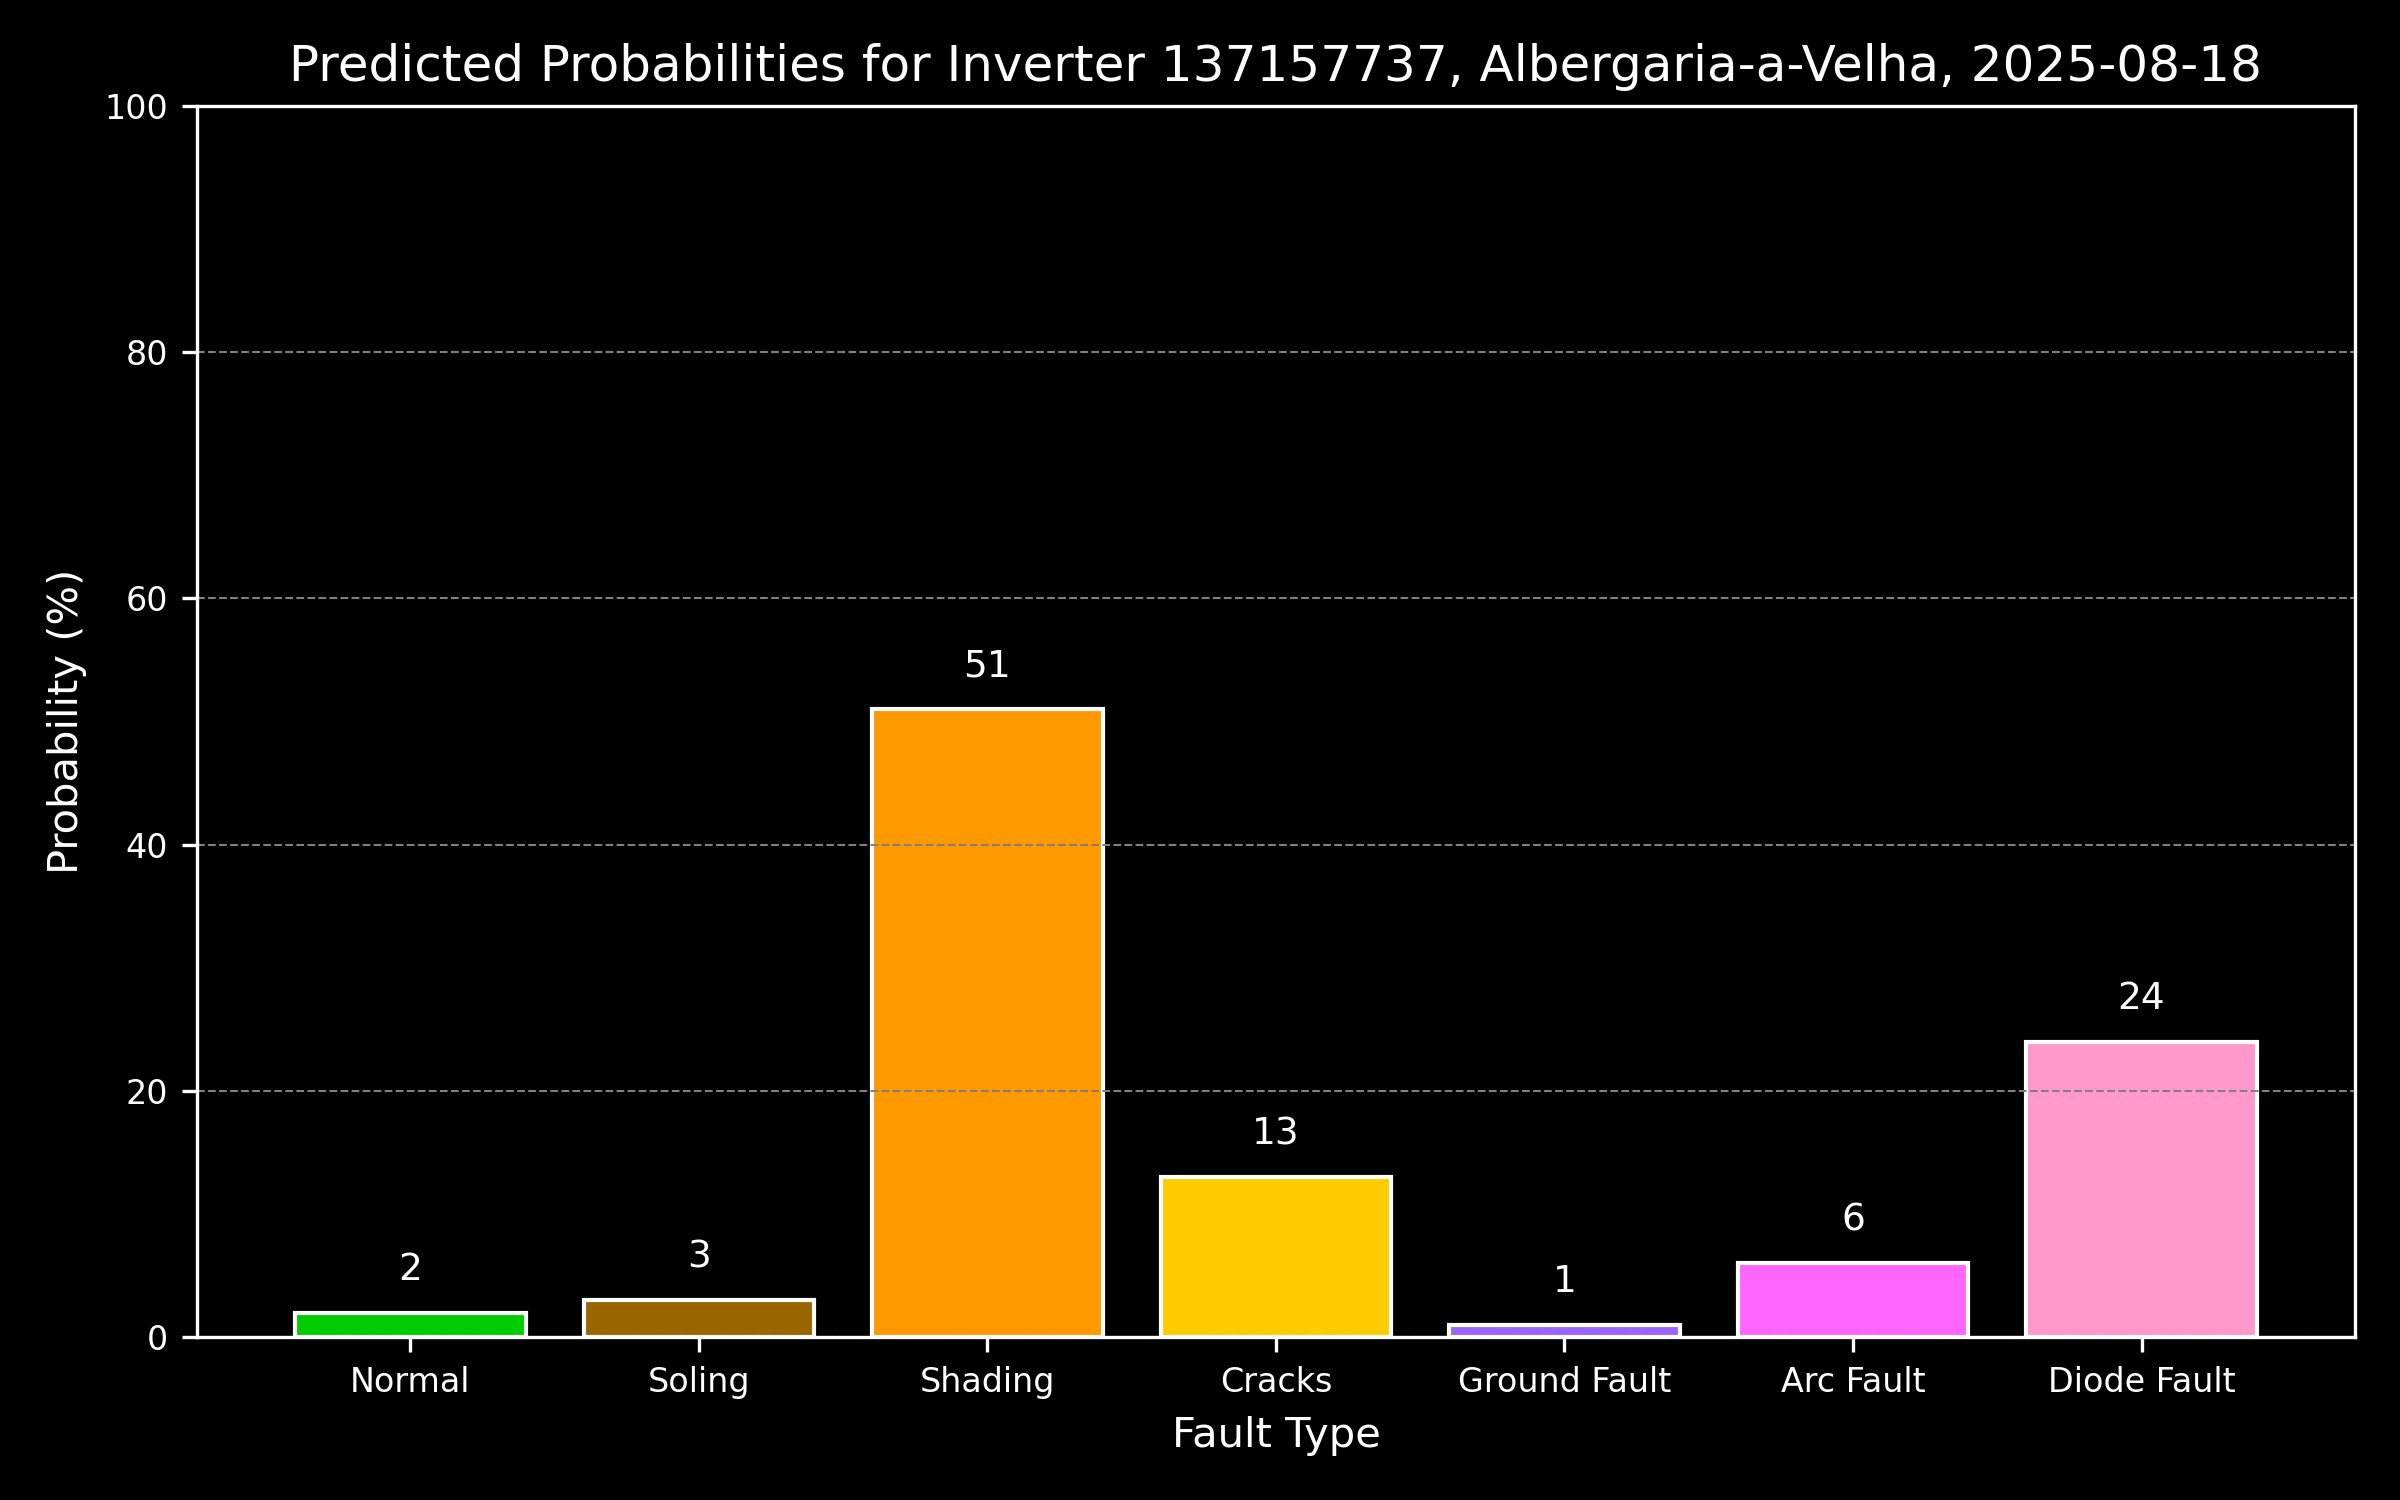 Predicted Probabilities for Inverter 137157737, Albergaria-a-Velha, 2025-08-18
100
80
60
40
20
0
Probability (%)
2
3
51
13
1
6
24
Normal
Soling
Shading
Cracks
Ground Fault
Arc Fault
Diode Fault
Fault Type